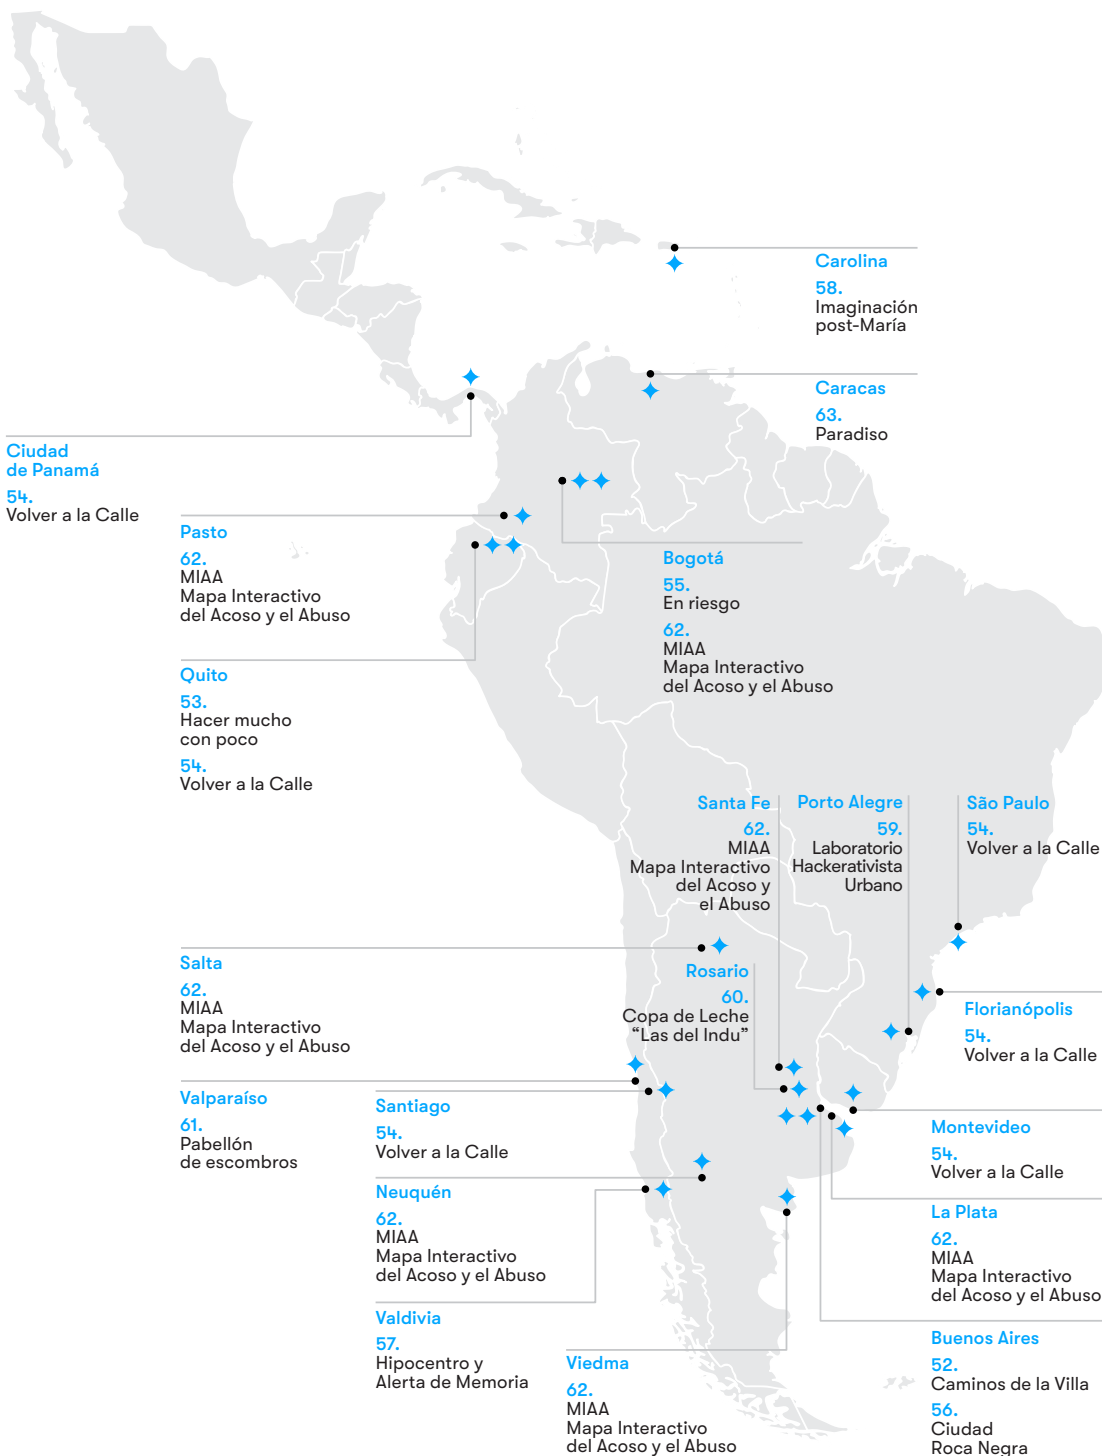 Carolina
58.
Imaginación
post-María
Caracas
63.
Paradiso
Ciudad
de Panamá
54.
Volver a la Calle
Pasto
62.
MIAA
Mapa Interactivo
del Acoso y el Abuso
Bogotá
55.
En riesgo
62.
MIAA
Mapa Interactivo
del Acoso y el Abuso
Quito
53.
Hacer mucho
con poco
54.
Volver a la Calle
Santa Fe
62.
MIAA
Mapa Interactivo
del Acoso y
el Abuso
Porto Alegre
59.
Laboratorio
Hackerativista
Urbano
São Paulo
54.
Volver a la Calle
Salta
62.
MIAA
Mapa Interactivo
del Acoso y el Abuso
Rosario
60.
Copa de Leche
“Las del Indu”
Florianópolis
54.
Volver a la Calle
Valparaíso
61.
Pabellón
de escombros
Santiago
54.
Volver a la Calle
Montevideo
54.
Volver a la Calle
Neuquén
62.
MIAA
Mapa Interactivo
del Acoso y el Abuso
La Plata
62.
MIAA
Mapa Interactivo
del Acoso y el Abuso
Valdivia
57.
Hipocentro y
Alerta de Memoria
Viedma
62.
MIAA
Mapa Interactivo
del Acoso y el Abuso
Buenos Aires
52.
Caminos de la Villa
56.
Ciudad
Roca Negra